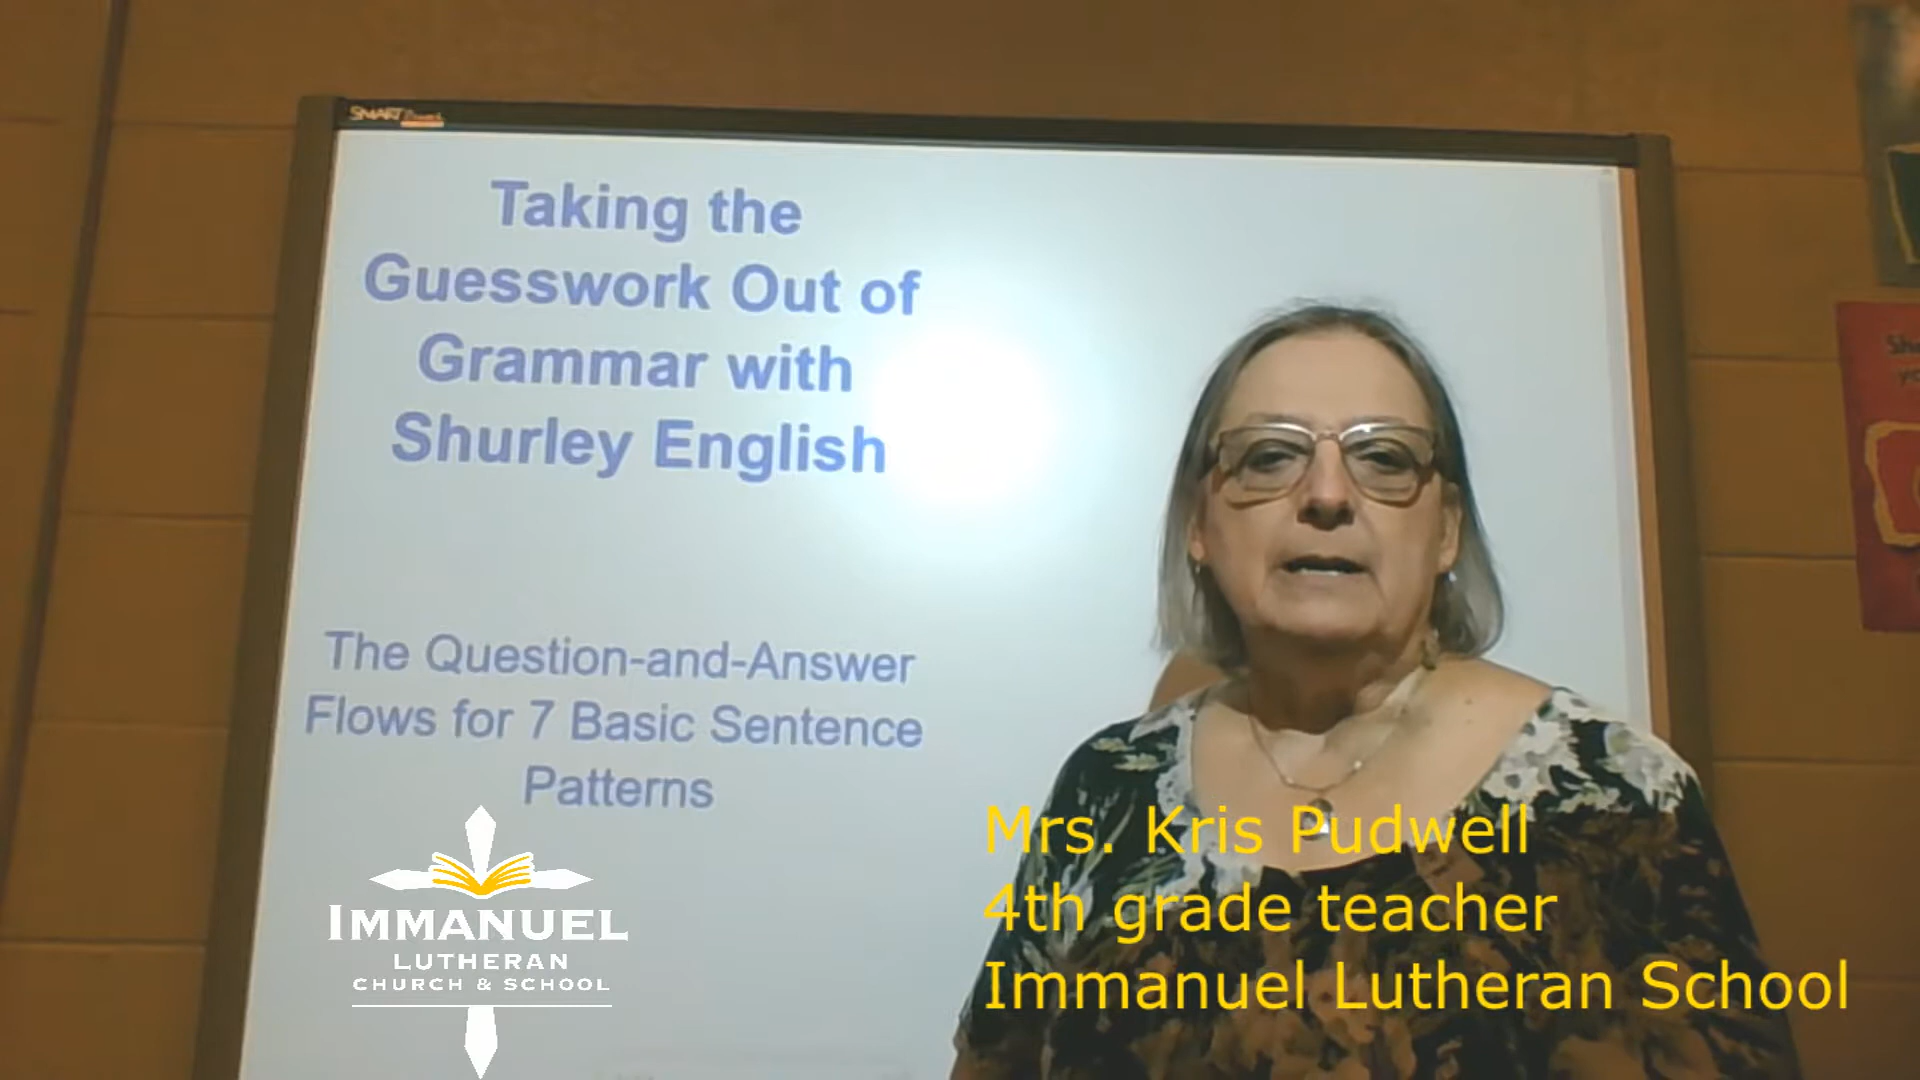 SMART
Taking the
Guesswork Out of
Grammar with
Shurley English
The Question-and-Answer
Flows for 7 Basic Sentence
Patterns
IMMANUEL
LUTHERAN
CHURCH & SCHOOL
Mrs. Kris Pudwell
4th grade teacher
Immanuel Lutheran School